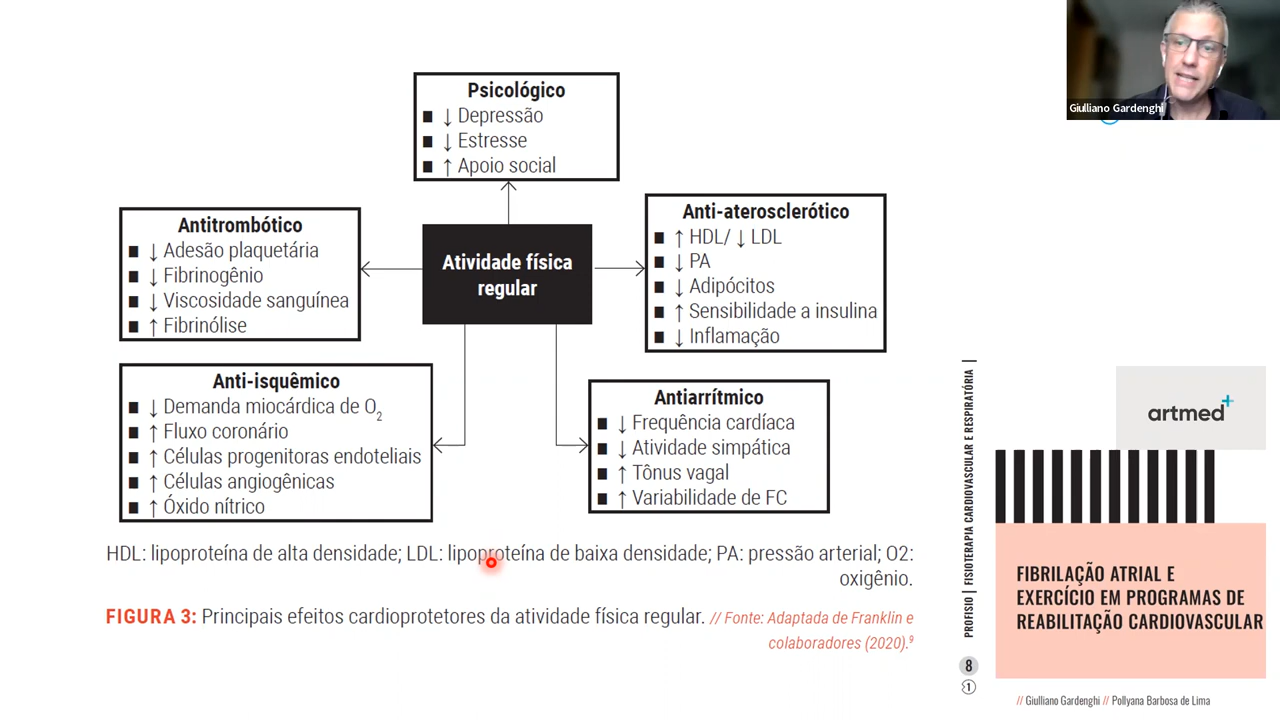 Giulliano Gardenghi
Psicológico
■ ↓ Depressão
■ ↓ Estresse
■ ↑ Apoio social
Antitrombótico
■ ↓ Adesão plaquetária
■ ↓ Fibrinogênio
■ ↓ Viscosidade sanguínea
■ ↑ Fibrinólise
Atividade física
regular
Anti-aterosclerótico
■ ↑ HDL/ ↓ LDL
■ ↓ PA
■ ↓ Adipócitos
■ ↑ Sensibilidade a insulina
■ ↓ Inflamação
Anti-isquêmico
■ ↓ Demanda miocárdica de O2
■ ↑ Fluxo coronário
■ ↑ Células progenitoras endoteliais
■ ↑ Células angiogênicas
■ ↑ Óxido nítrico
Antiarrítmico
■ ↓ Frequência cardíaca
■ ↓ Atividade simpática
■ ↑ Tônus vagal
■ ↑ Variabilidade de FC
HDL: lipoproteína de alta densidade; LDL: lipoproteína de baixa densidade; PA: pressão arterial; O2:
oxigênio.
FIGURA 3: Principais efeitos cardioprotetores da atividade física regular. // Fonte: Adaptada de Franklin e
colaboradores (2020).9
PROFISIO | FISIOTERAPIA CARDIOVASCULAR E RESPIRATÓRIA |
8
1
artmed+
FIBRILAÇÃO ATRIAL E
EXERCÍCIO EM PROGRAMAS DE
REABILITAÇÃO CARDIOVASCULAR
// Giulliano Gardenghi // Pollyana Barbosa de Lima